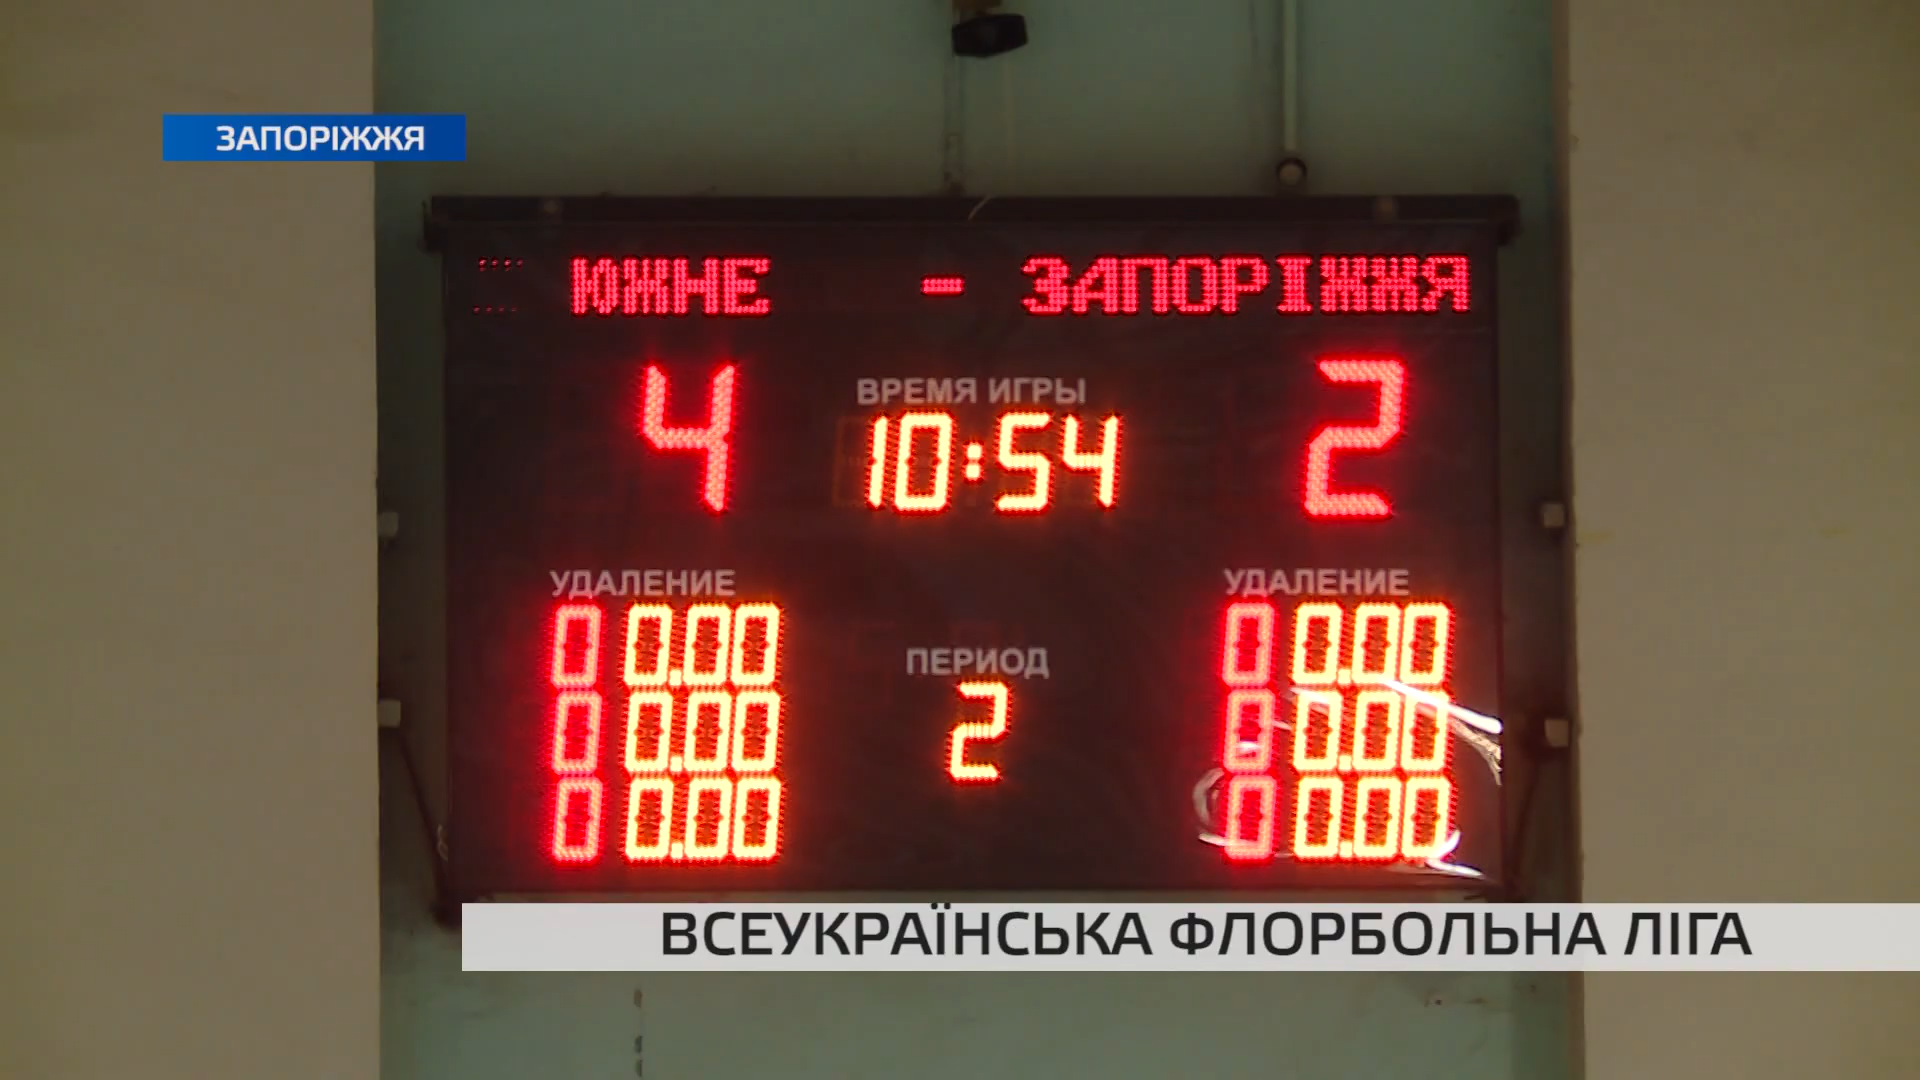 ЗАПОРІЖЖЯ
ЮЖНЕ - ЗАПОРІЖЖЯ
4 ВРЕМЯ ИГРЫ 2
10:54
УДАЛЕНИЕ УДАЛЕНИЕ
0 0.00 0 0.00
ПЕРИОД
0 0.00 2 0 0.00
0 0.00 0 0.00
ВСЕУКРАЇНСЬКА ФЛОРБОЛЬНА ЛІГА